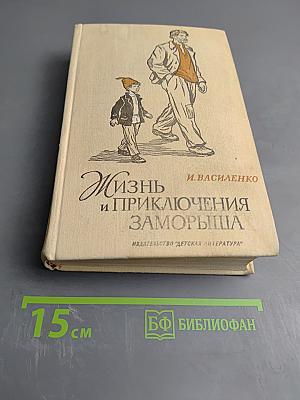 И. ВАСИЛЕНКО
ЖИЗНЬ
И ПРИКЛЮЧЕНИЯ
ЗАМОРЫША
ИЗДАТЕЛЬСТВО "ДЕТСКАЯ ЛИТЕРАТУРА"
15 см
БФ БИБЛИОФАН